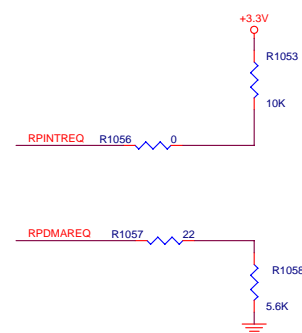 +3.3V
R1053
10K
RPINTREQ R1056 0
RPDMAREQ R1057 22
R1058
5.6K